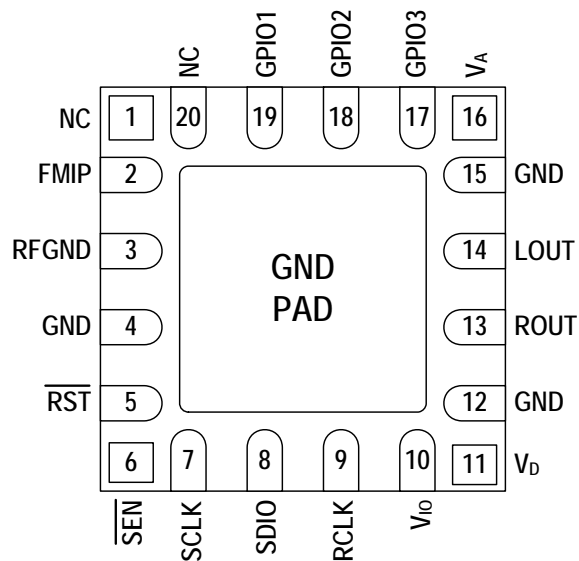 NC
GPIO1
GPIO2
GPIO3
VA
NC 1 20 19 18 17 16
FMIP 2 15 GND
RFGND 3 14 LOUT
GND PAD
GND 4 13 ROUT
RST 5 12 GND
6 7 8 9 10 11 VD
SEN
SCLK
SDIO
RCLK
VIO